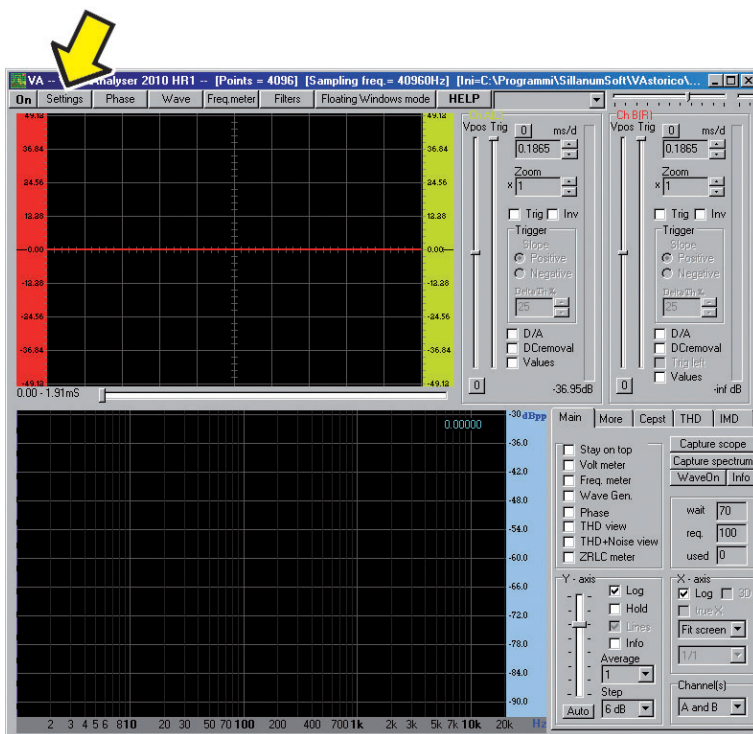 VA -- Analyser 2010 HR1 -- [Points = 4096] [Sampling freq.= 40960Hz] [Ini=C:\Programmi\SillanumSoft\VAstorico\...
On Settings Phase Wave Freq.meter Filters Floating Windows mode HELP
49.12
36.84
24.56
12.28
-0.00
-12.28
-24.56
-36.84
-49.12
49.12
36.84
24.56
12.28
0.00
-12.28
-24.56
-36.84
-49.12
0.00 - 1.91mS
Vpos Trig 0 ms/d
0.1865
Zoom
x 1
Trig Inv
Trigger
Slope
Positive
Negative
DeltaTh %
25
D/A
DCremoval
Values
0 -36.95dB
Ch B(R)
Vpos Trig 0 ms/d
0.1865
Zoom
x 1
Trig Inv
Trigger
Slope
Positive
Negative
DeltaTh %
25
D/A
DCremoval
Trig left
Values
0 -inf dB
0.00000
-30 dBpp
-36.0
-42.0
-48.0
-54.0
-60.0
-66.0
-72.0
-78.0
-84.0
-90.0
2 3 4 5 6 8 10 20 30 50 70 100 200 400 700 1k 2k 3k 5k 7k 10k 20k Hz
Main More Cepst THD IMD
Stay on top
Volt meter
Freq. meter
Wave Gen.
Phase
THD view
THD+Noise view
ZRLC meter
Capture scope
Capture spectrum
WaveOn Info
wait 70
req. 100
used 0
Y - axis
Log
Hold
Lines
Info
Average
1
Step
Auto 6 dB
X - axis
Log 3D
true X
Fit screen
1/1
Channel(s)
A and B